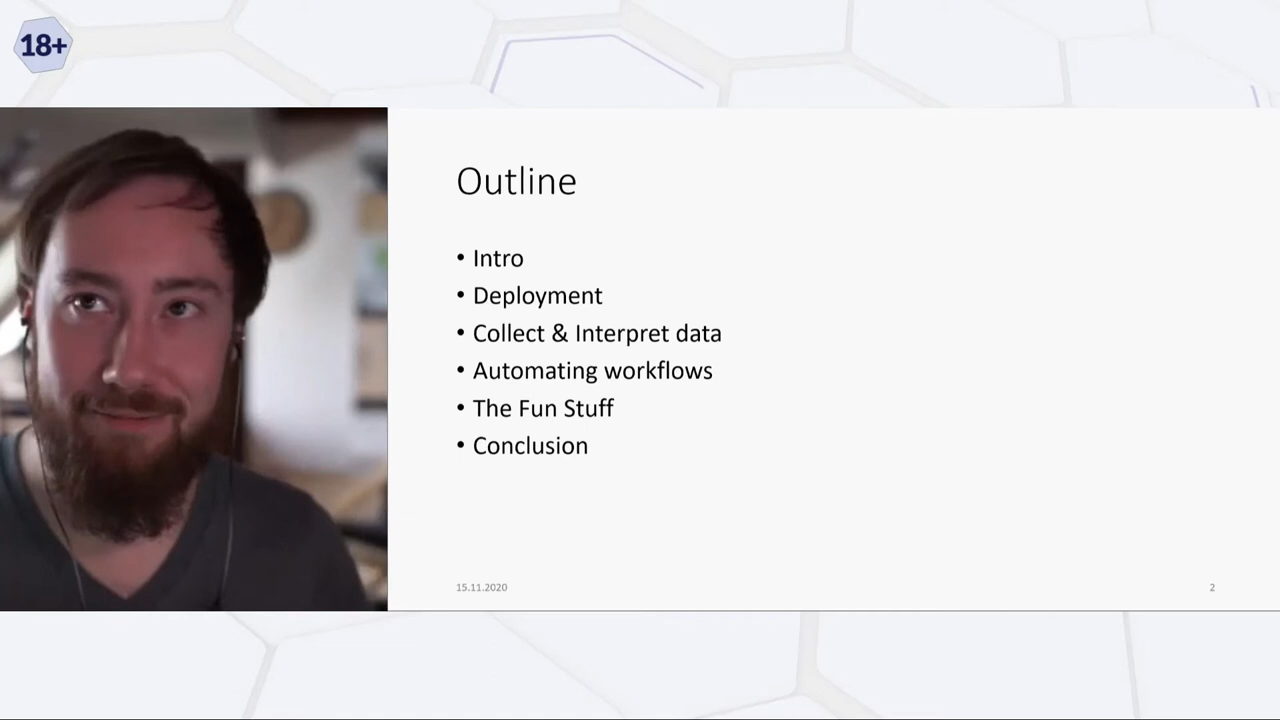 18+
Outline
• Intro
• Deployment
• Collect & Interpret data
• Automating workflows
• The Fun Stuff
• Conclusion
15.11.2020
2